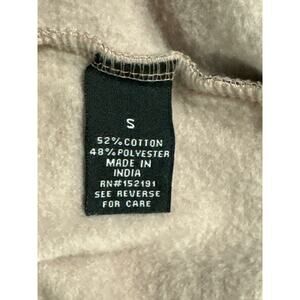 S
52% COTTON
48% POLYESTER
MADE IN
INDIA
RN#152191
SEE REVERSE
FOR CARE